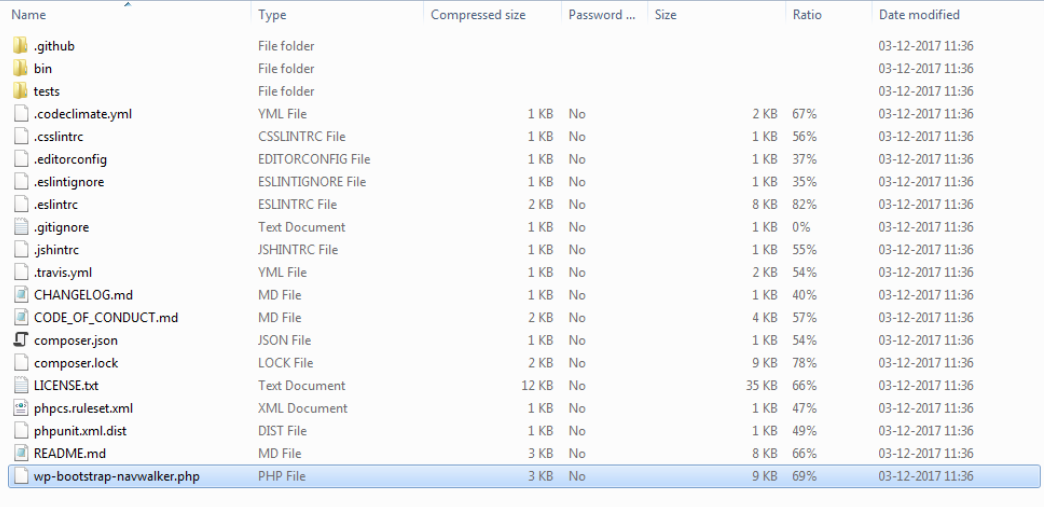 Name Type Compressed size Password ... Size Ratio Date modified
.github File folder 03-12-2017 11:36
bin File folder 03-12-2017 11:36
tests File folder 03-12-2017 11:36
.codeclimate.yml YML File 1 KB No 2 KB 67% 03-12-2017 11:36
.csslintrc CSSLINTRC File 1 KB No 1 KB 56% 03-12-2017 11:36
.editorconfig EDITORCONFIG File 1 KB No 1 KB 37% 03-12-2017 11:36
.eslintignore ESLINTIGNORE File 1 KB No 1 KB 35% 03-12-2017 11:36
.eslintrc ESLINTRC File 2 KB No 8 KB 82% 03-12-2017 11:36
.gitignore Text Document 1 KB No 1 KB 0% 03-12-2017 11:36
.jshintrc JSHINTRC File 1 KB No 1 KB 55% 03-12-2017 11:36
.travis.yml YML File 1 KB No 2 KB 54% 03-12-2017 11:36
CHANGELOG.md MD File 1 KB No 1 KB 40% 03-12-2017 11:36
CODE_OF_CONDUCT.md MD File 2 KB No 4 KB 57% 03-12-2017 11:36
composer.json JSON File 1 KB No 1 KB 54% 03-12-2017 11:36
composer.lock LOCK File 2 KB No 9 KB 78% 03-12-2017 11:36
LICENSE.txt Text Document 12 KB No 35 KB 66% 03-12-2017 11:36
phpcs.ruleset.xml XML Document 1 KB No 1 KB 47% 03-12-2017 11:36
phpunit.xml.dist DIST File 1 KB No 1 KB 49% 03-12-2017 11:36
README.md MD File 3 KB No 8 KB 66% 03-12-2017 11:36
wp-bootstrap-navwalker.php PHP File 3 KB No 9 KB 69% 03-12-2017 11:36